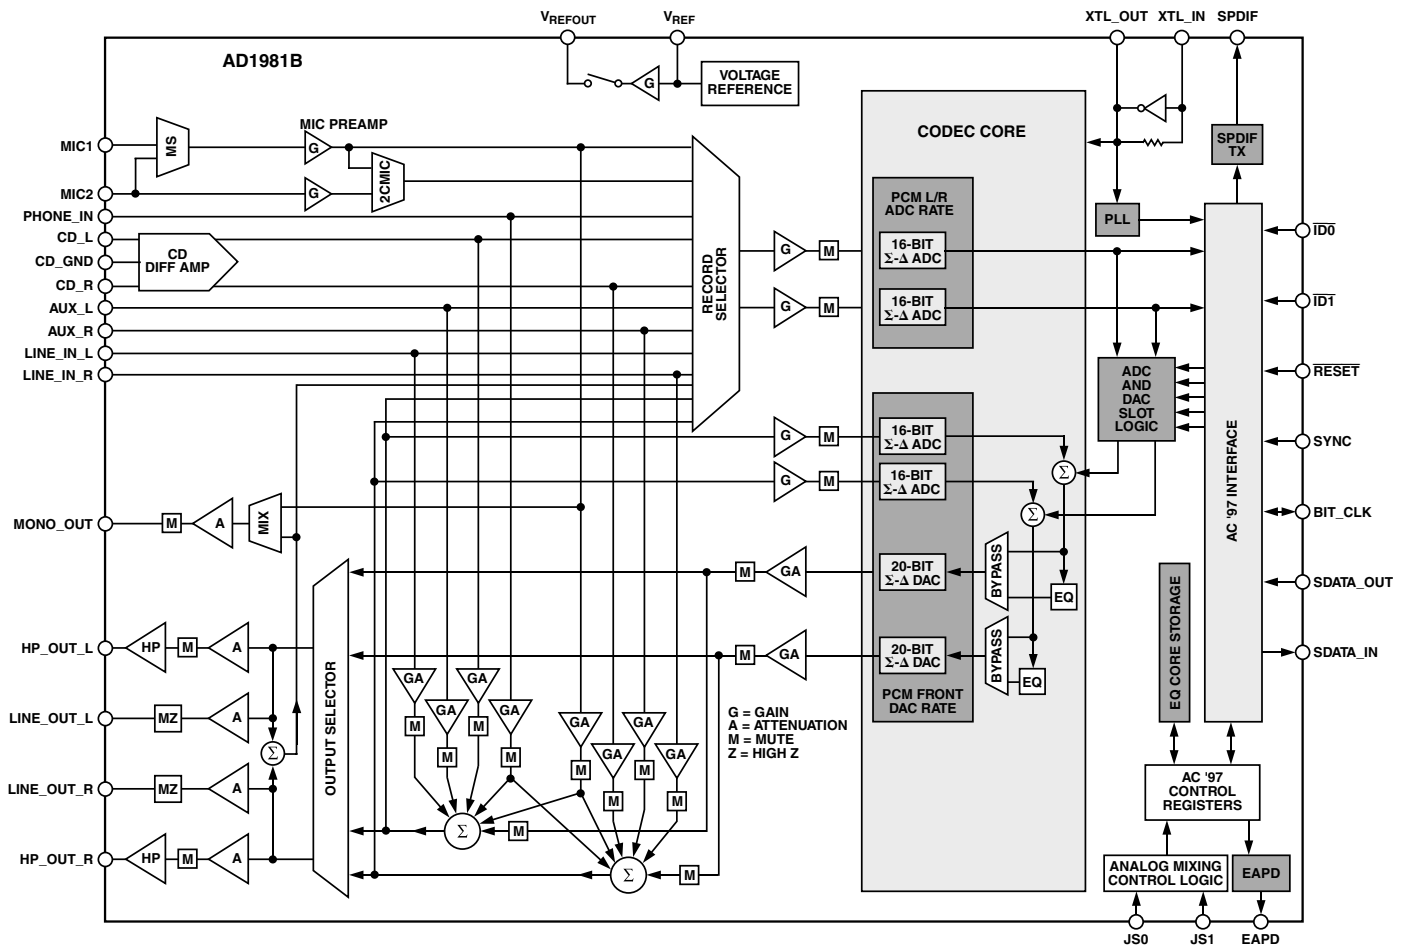 VREFOUT
VREF
XTL_OUT
XTL_IN
SPDIF
AD1981B
G
VOLTAGE
REFERENCE
MIC PREAMP
MIC1
MS
G
2CMIC
MIC2
G
PHONE_IN
CD_L
CD_GND
CD
DIFF AMP
CD_R
AUX_L
AUX_R
LINE_IN_L
LINE_IN_R
RECORD
SELECTOR
G
M
G
M
G
M
G
M
CODEC CORE
PCM L/R
ADC RATE
16-BIT
Σ-Δ ADC
16-BIT
Σ-Δ ADC
16-BIT
Σ-Δ ADC
16-BIT
Σ-Δ ADC
20-BIT
Σ-Δ DAC
20-BIT
Σ-Δ DAC
PCM FRONT
DAC RATE
Σ
Σ
BYPASS
EQ
BYPASS
EQ
SPDIF
TX
PLL
ADC
AND
DAC
SLOT
LOGIC
AC '97 INTERFACE
EQ CORE STORAGE
ID0
ID1
RESET
SYNC
BIT_CLK
SDATA_OUT
SDATA_IN
AC '97
CONTROL
REGISTERS
ANALOG MIXING
CONTROL LOGIC
EAPD
JS0
JS1
EAPD
MONO_OUT
M
A
MIX
M
GA
M
GA
HP_OUT_L
HP
M
A
LINE_OUT_L
MZ
A
Σ
LINE_OUT_R
MZ
A
HP_OUT_R
HP
M
A
OUTPUT SELECTOR
GA
GA
GA
GA
GA
GA
GA
GA
M
M
M
M
M
M
M
M
Σ
M
Σ
M
G = GAIN
A = ATTENUATION
M = MUTE
Z = HIGH Z